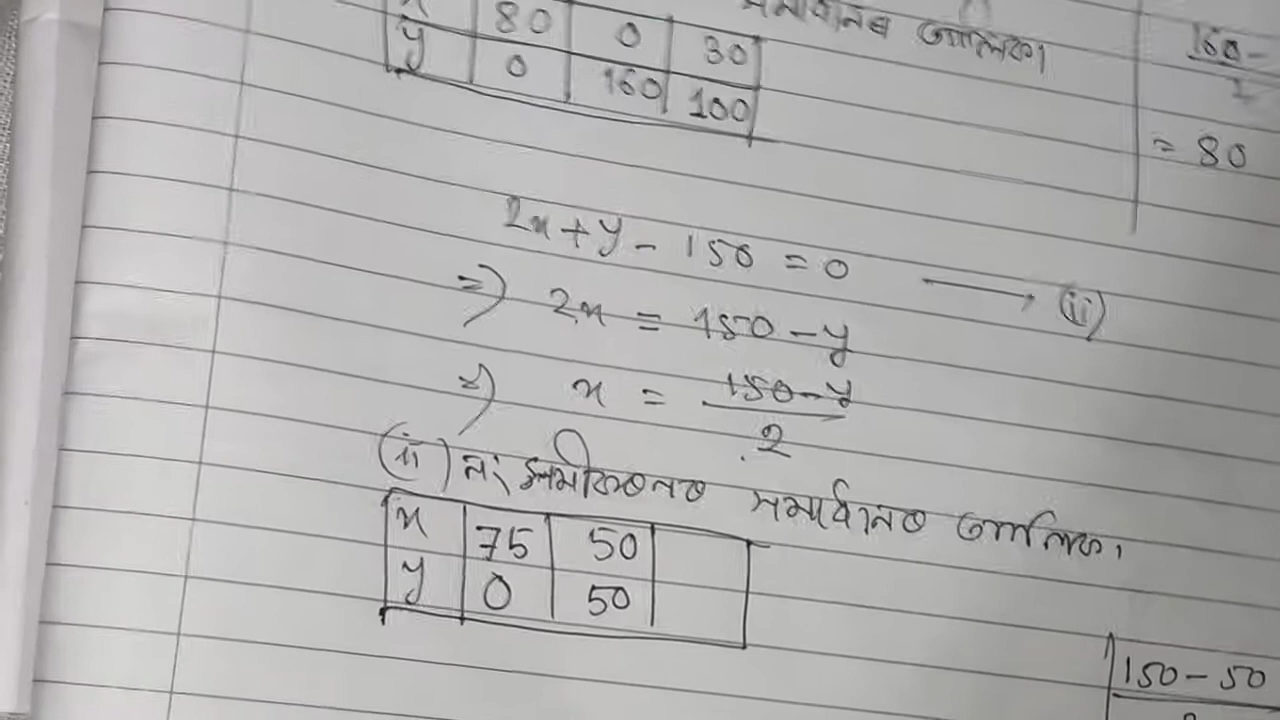 80 0 30
সমাধানৰ তালিকা
y 0 160 100
160 -
= 80
2x + y - 150 = 0 ⟶ (ii)
⇒ 2x = 150 - y
⇒ x = (150 - y) / 2
(ii) নং সমীকৰনৰ সমাধানৰ তালিকা,
x 75 50
y 0 50
150 - 50